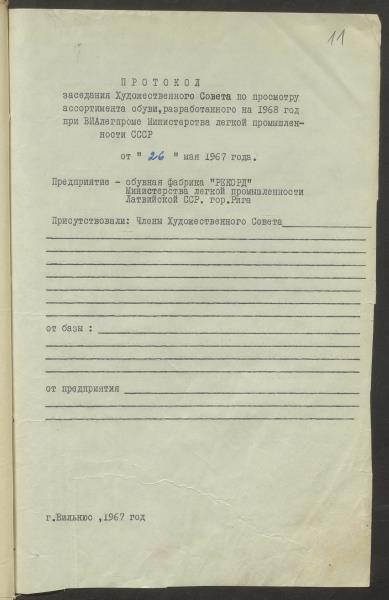 11
ПРОТОКОЛ
заседания Художественного Совета по просмотру
ассортимента обуви,разработанного на 1968 год
при ВИАлегпроме Министерства легкой промышлен-
ности СССР
от " 26 " мая 1967 года.
Предприятие - обувная фабрика "РЕКОРД"
Министерства легкой промышленности
Латвийской ССР. гор.Рига
Присутствовали: Члены Художественного Совета
от базы :
от предприятия
г.Вильнюс ,1967 год